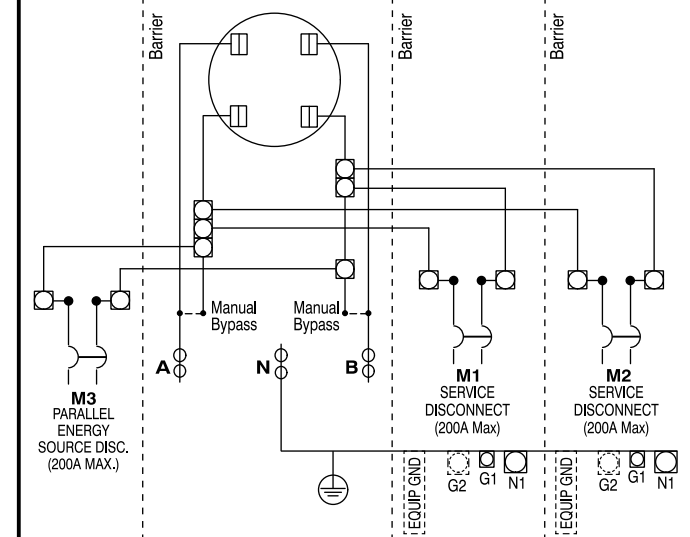 Barrier
Barrier
Barrier
Manual
Bypass
Manual
Bypass
A
N
B
M3
PARALLEL
ENERGY
SOURCE DISC.
(200A MAX.)
M1
SERVICE
DISCONNECT
(200A Max)
M2
SERVICE
DISCONNECT
(200A Max)
EQUIP GND
G2
G1
N1
EQUIP GND
G2
G1
N1